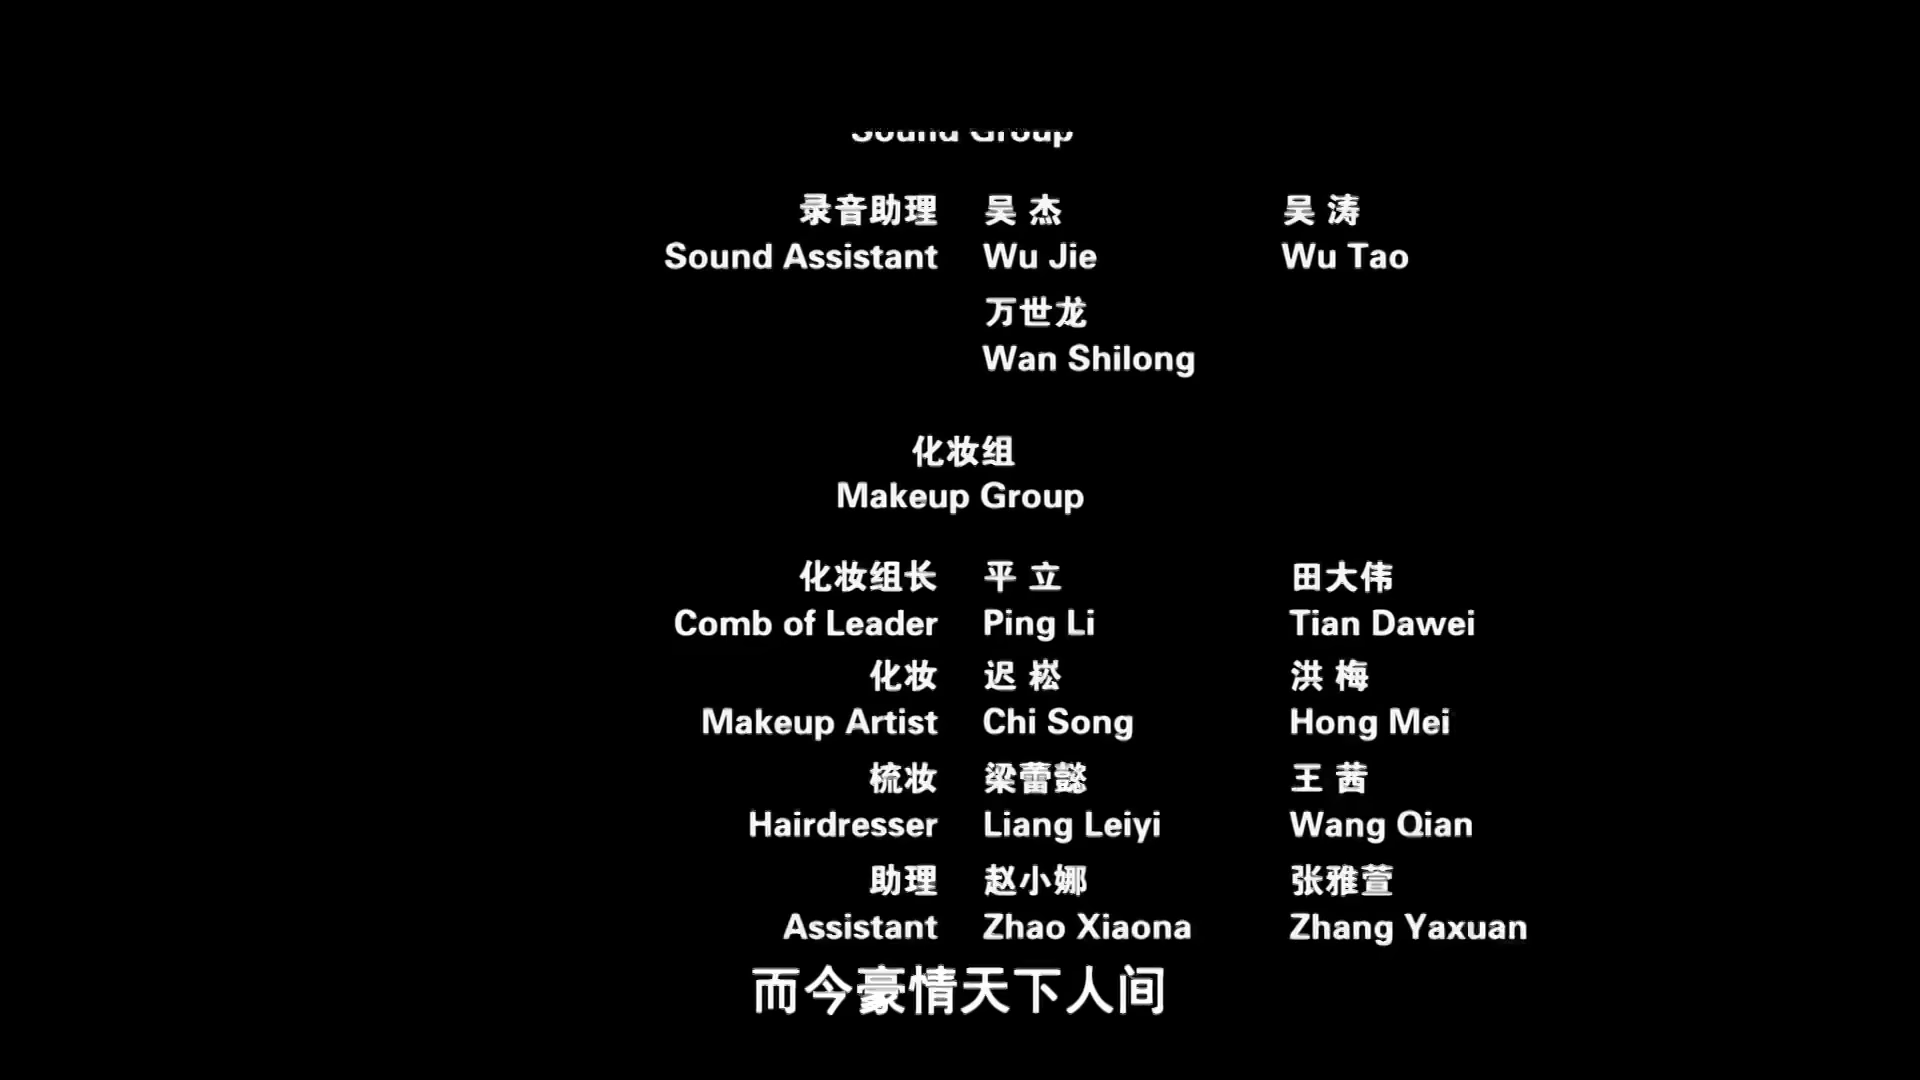 Sound Group
录音助理 吴 杰 吴 涛
Sound Assistant Wu Jie Wu Tao
万世龙
Wan Shilong
化妆组
Makeup Group
化妆组长 平 立 田大伟
Comb of Leader Ping Li Tian Dawei
化妆 迟 崧 洪 梅
Makeup Artist Chi Song Hong Mei
梳妆 梁蕾懿 王 茜
Hairdresser Liang Leiyi Wang Qian
助理 赵小娜 张雅萱
Assistant Zhao Xiaona Zhang Yaxuan
而今豪情天下人间